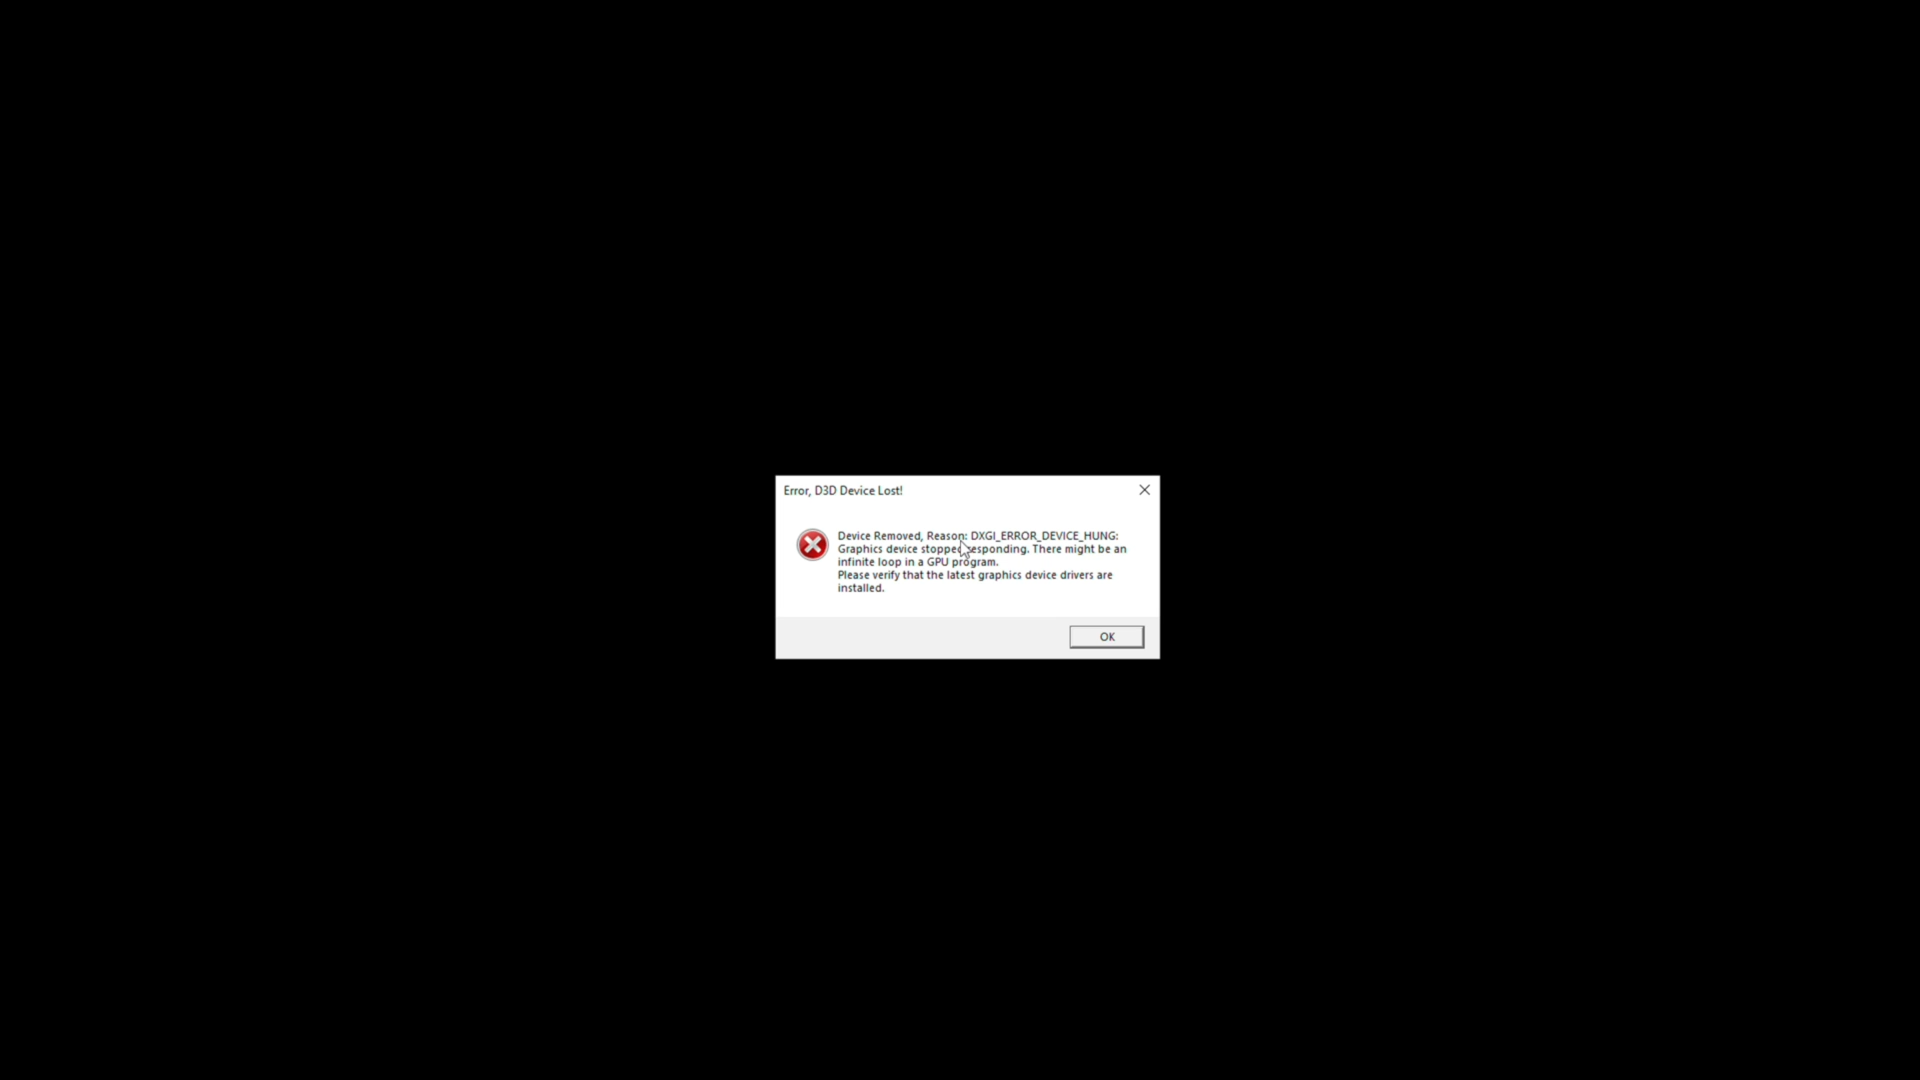 Error, D3D Device Lost!
Device Removed, Reason: DXGI_ERROR_DEVICE_HUNG:
Graphics device stopped responding. There might be an
infinite loop in a GPU program.
Please verify that the latest graphics device drivers are
installed.
OK